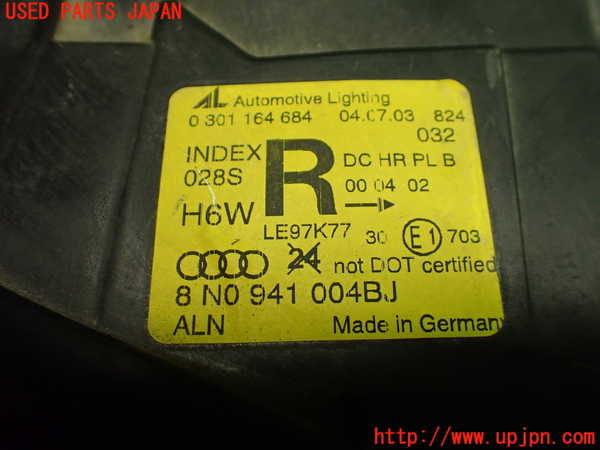 USED PARTS JAPAN
AL Automotive Lighting
0 301 164 684 04.07.03 824
032
INDEX R DC HR PL B
028S 00 04 02
H6W LE97K77 30 E1 703
24 not DOT certified
8 N0 941 004BJ
ALN Made in Germany
UPJ
http://www.upjpn.com/